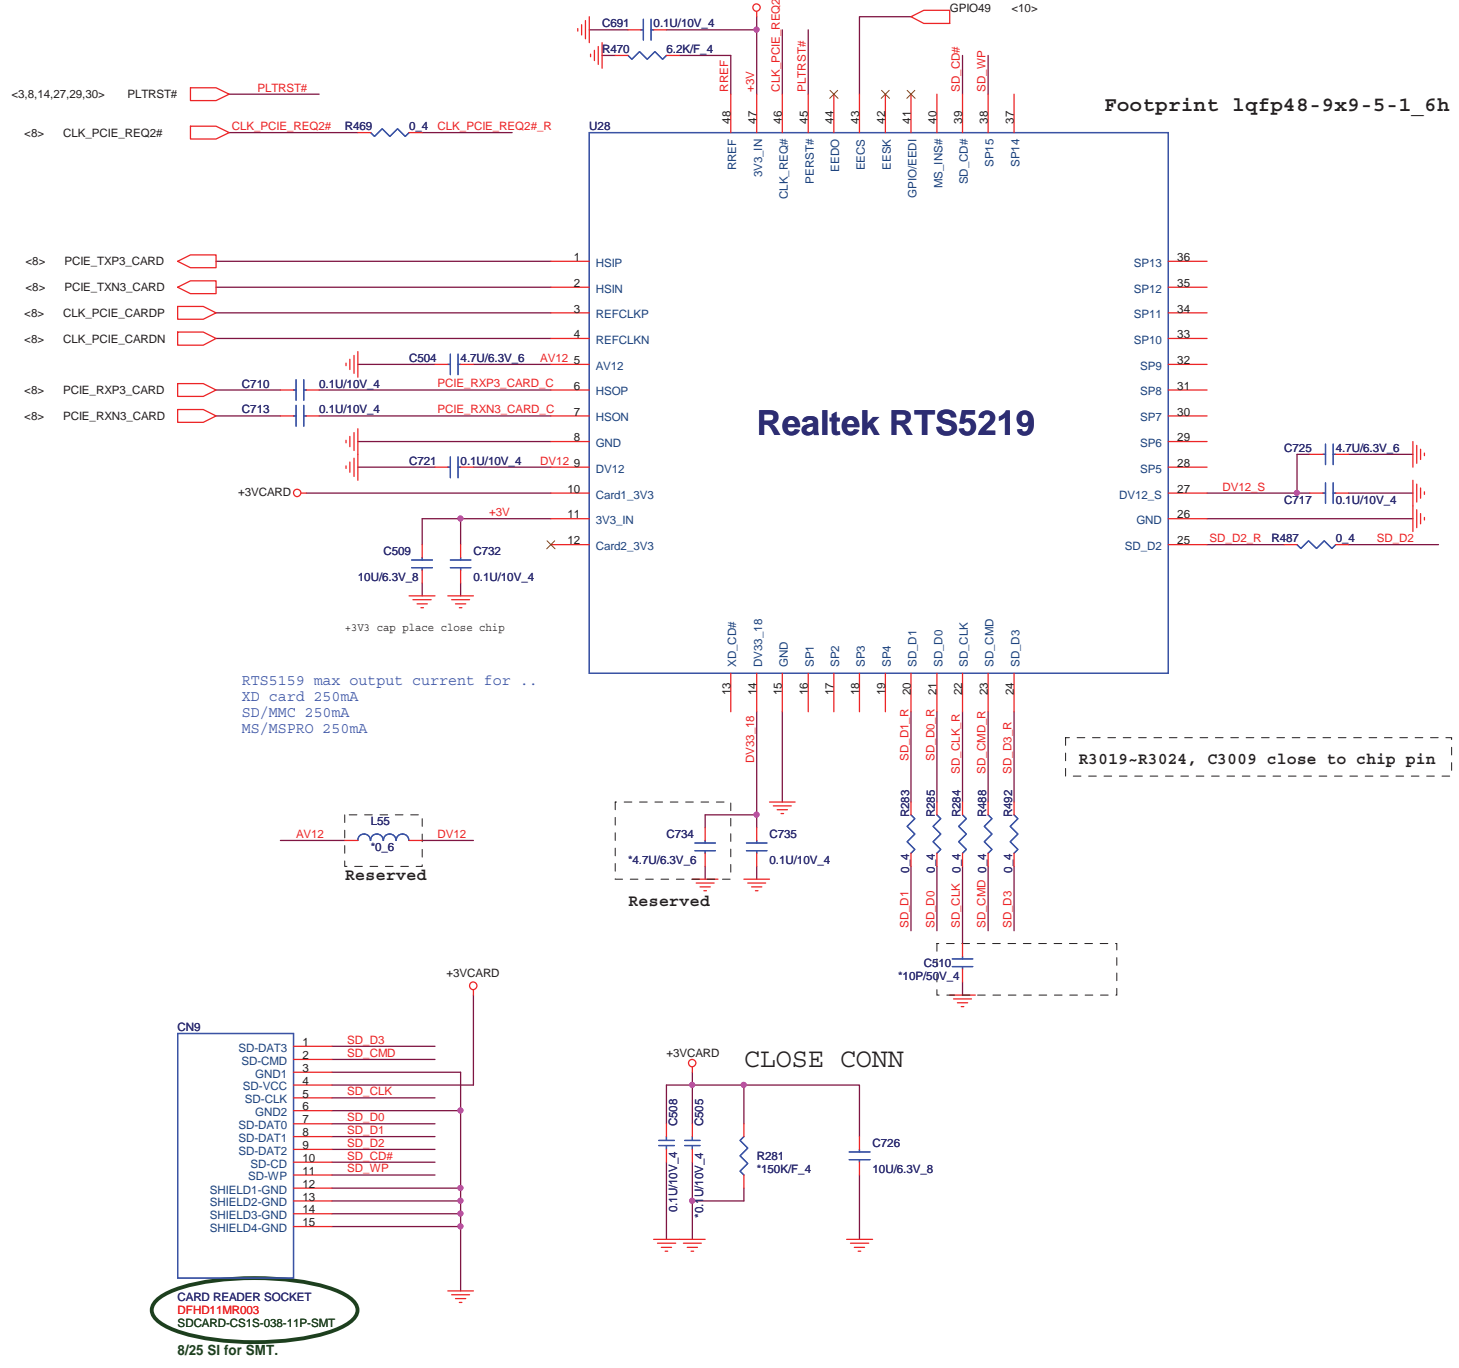 GPIO49 <10>
C691 0.1U/10V_4
R470 6.2K/F_4
RREF
+3V
CLK_PCIE_REQ2
PLTRST#
SD_CD#
SD_WP
<3,8,14,27,29,30> PLTRST# PLTRST#
<8> CLK_PCIE_REQ2# CLK_PCIE_REQ2# R469 0_4 CLK_PCIE_REQ2#_R
Footprint lqfp48-9x9-5-1_6h
U28
48 47 46 45 44 43 42 41 40 39 38 37
RREF
3V3_IN
CLK_REQ#
PERST#
EEDO
EECS
EESK
GPIO/EEDI
MS_INS#
SD_CD#
SP15
SP14
<8> PCIE_TXP3_CARD 1 HSIP
<8> PCIE_TXN3_CARD 2 HSIN
<8> CLK_PCIE_CARDP 3 REFCLKP
<8> CLK_PCIE_CARDN 4 REFCLKN
C504 4.7U/6.3V_6 AV12 5 AV12
<8> PCIE_RXP3_CARD C710 0.1U/10V_4 PCIE_RXP3_CARD_C 6 HSOP
<8> PCIE_RXN3_CARD C713 0.1U/10V_4 PCIE_RXN3_CARD_C 7 HSON
8 GND
C721 0.1U/10V_4 DV12 9 DV12
+3VCARD 10 Card1_3V3
+3V 11 3V3_IN
12 Card2_3V3
C509 10U/6.3V_8
C732 0.1U/10V_4
+3V3 cap place close chip
Realtek RTS5219
SP13 36
SP12 35
SP11 34
SP10 33
SP9 32
SP8 31
SP7 30
SP6 29
SP5 28
DV12_S 27 DV12_S
GND 26
SD_D2 25 SD_D2_R R487 0_4 SD_D2
C725 4.7U/6.3V_6
C717 0.1U/10V_4
XD_CD#
DV33_18
GND
SP1
SP2
SP3
SP4
SD_D1
SD_D0
SD_CLK
SD_CMD
SD_D3
13 14 15 16 17 18 19 20 21 22 23 24
RTS5159 max output current for ..
XD card 250mA
SD/MMC 250mA
MS/MSPRO 250mA
DV33_18
SD_D1_R
SD_D0_R
SD_CLK_R
SD_CMD_R
SD_D3_R
R3019~R3024, C3009 close to chip pin
R283 0_4
R285 0_4
R284 0_4
R488 0_4
R492 0_4
SD_D1
SD_D0
SD_CLK
SD_CMD
SD_D3
AV12 L55 DV12
*0_6
Reserved
C734 *4.7U/6.3V_6
C735 0.1U/10V_4
Reserved
C510
*10P/50V_4
+3VCARD
CN9
SD-DAT3 1 SD_D3
SD-CMD 2 SD_CMD
GND1 3
SD-VCC 4
SD-CLK 5 SD_CLK
GND2 6
SD-DAT0 7 SD_D0
SD-DAT1 8 SD_D1
SD-DAT2 9 SD_D2
SD-CD 10 SD_CD#
SD-WP 11 SD_WP
SHIELD1-GND 12
SHIELD2-GND 13
SHIELD3-GND 14
SHIELD4-GND 15
CARD READER SOCKET
DFHD11MR003
SDCARD-CS1S-038-11P-SMT
8/25 SI for SMT.
+3VCARD CLOSE CONN
C508 0.1U/10V_4
C505 *0.1U/10V_4
R281
*150K/F_4
C726
10U/6.3V_8